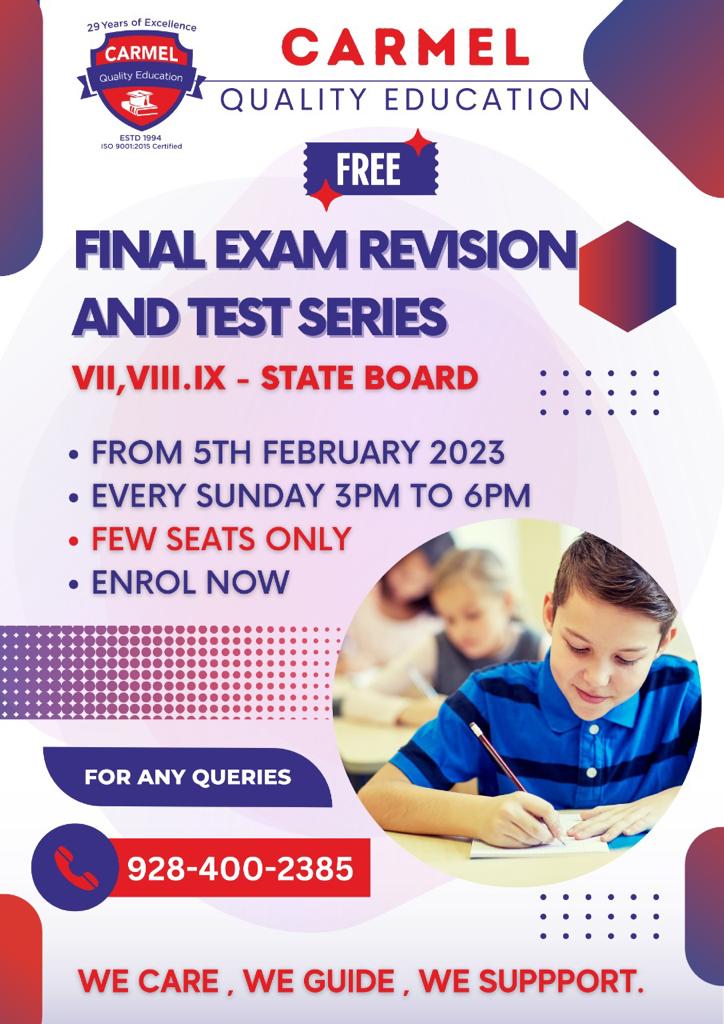 29 Years of Excellence
CARMEL
Quality Education
ESTD 1994
ISO 9001:2015 Certified
CARMEL
QUALITY EDUCATION
FREE
FINAL EXAM REVISION
AND TEST SERIES
VII,VIII.IX - STATE BOARD
• FROM 5TH FEBRUARY 2023
• EVERY SUNDAY 3PM TO 6PM
• FEW SEATS ONLY
• ENROL NOW
FOR ANY QUERIES
928-400-2385
WE CARE , WE GUIDE , WE SUPPPORT.